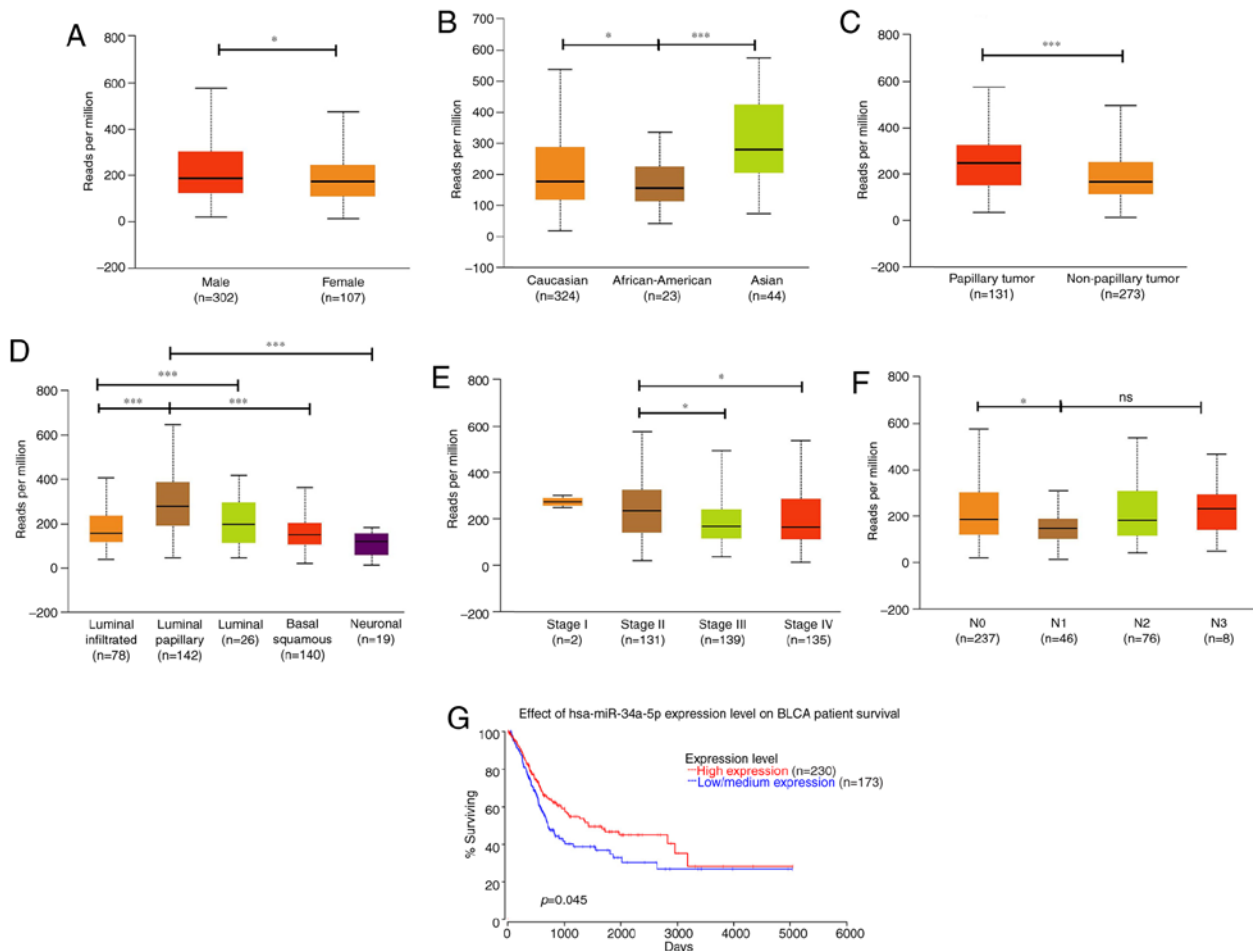 A
Reads per million
800
600
400
200
0
−200
*
Male
(n=302)
Female
(n=107)
B
Reads per million
700
600
500
400
300
200
100
0
−100
*
***
Caucasian
(n=324)
African-American
(n=23)
Asian
(n=44)
C
Reads per million
800
600
400
200
0
−200
***
Papillary tumor
(n=131)
Non-papillary tumor
(n=273)
D
Reads per million
800
600
400
200
0
−200
***
***
***
***
Luminal
infiltrated
(n=78)
Luminal
papillary
(n=142)
Luminal
(n=26)
Basal
squamous
(n=140)
Neuronal
(n=19)
E
Reads per million
800
600
400
200
0
−200
*
*
Stage I
(n=2)
Stage II
(n=131)
Stage III
(n=139)
Stage IV
(n=135)
F
Reads per million
800
600
400
200
0
−200
*
ns
N0
(n=237)
N1
(n=46)
N2
(n=76)
N3
(n=8)
G
Effect of hsa-miR-34a-5p expression level on BLCA patient survival
% Surviving
100
80
60
40
20
0
Expression level
High expression (n=230)
Low/medium expression (n=173)
p=0.045
0 1000 2000 3000 4000 5000 6000
Days